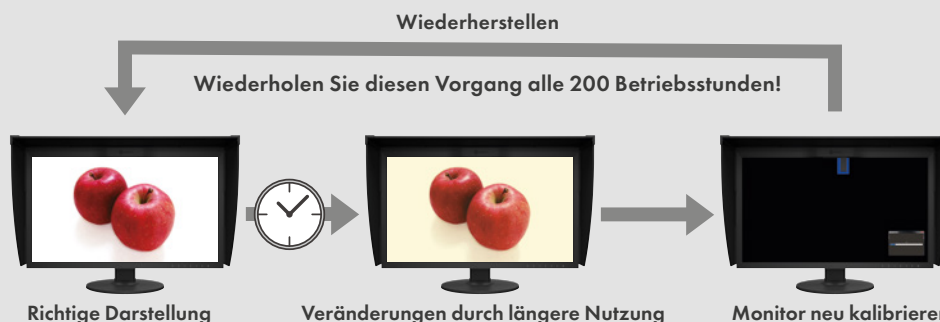 Wiederherstellen
Wiederholen Sie diesen Vorgang alle 200 Betriebsstunden!
Richtige Darstellung
Veränderungen durch längere Nutzung
Monitor neu kalibrieren